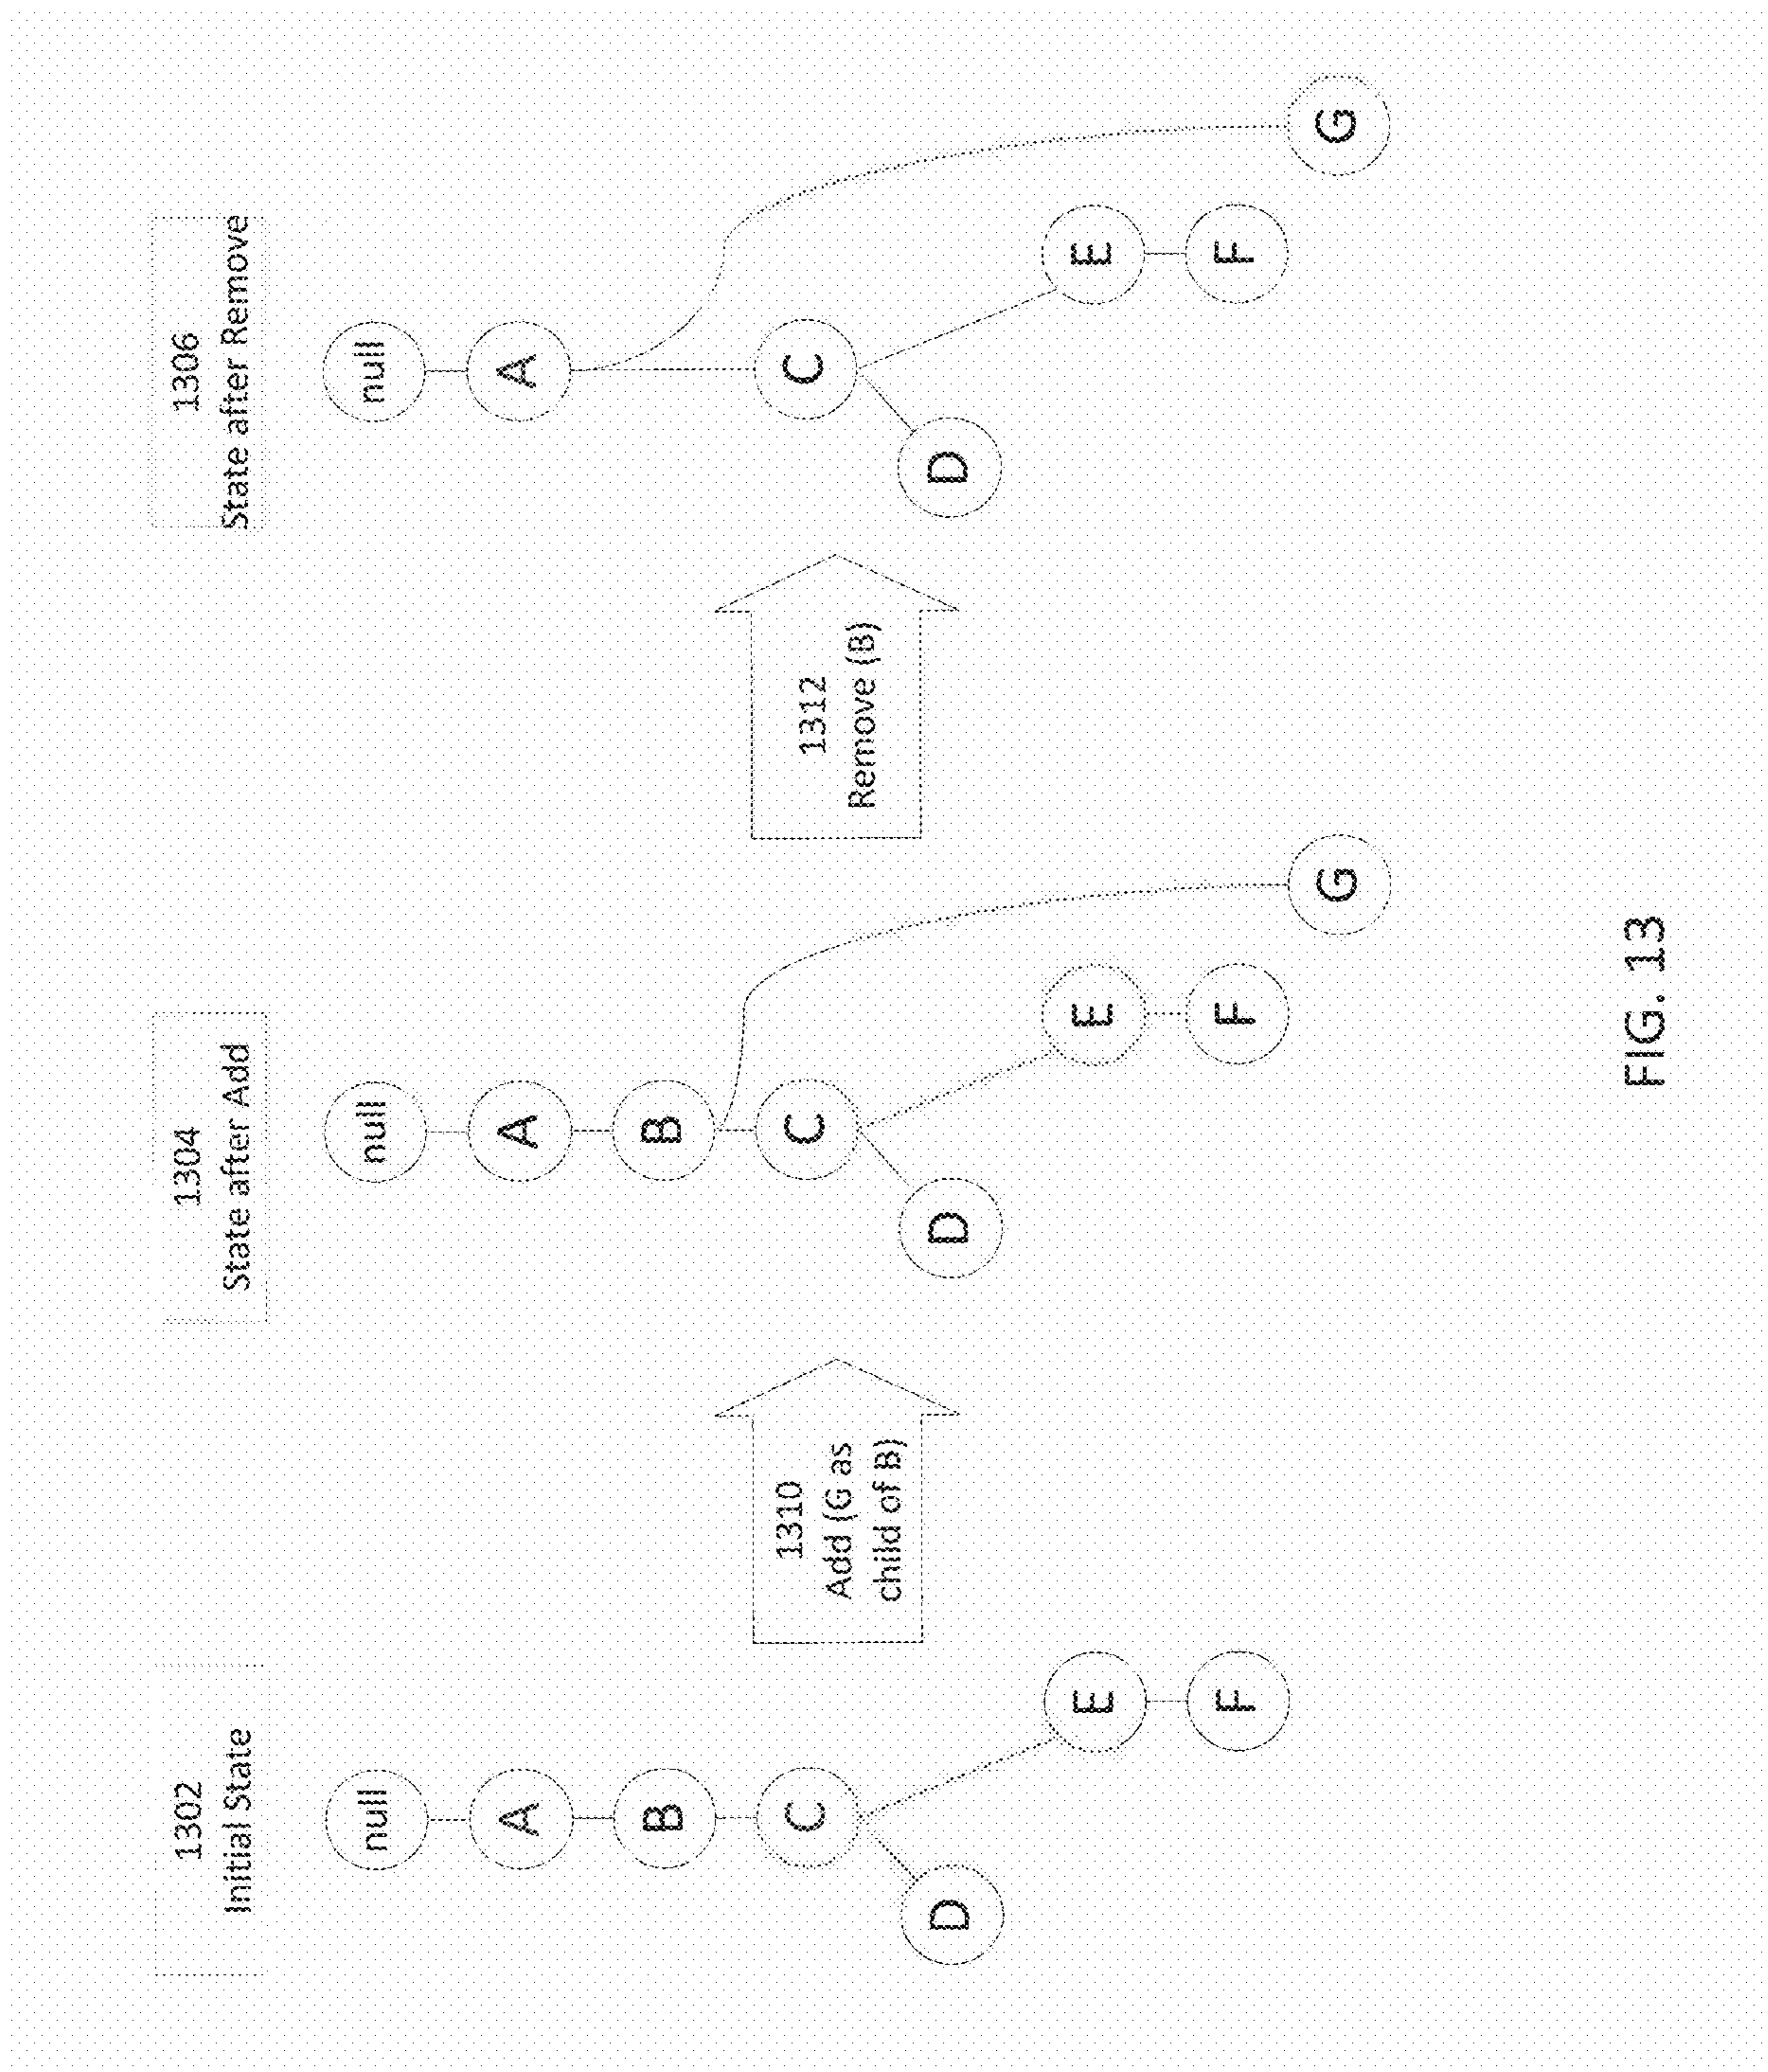 1302
Initial State
null
A
B
C
D
E
F
1310
Add (G as
child of B)
1304
State after Add
null
A
B
C
D
E
F
G
1312
Remove (B)
1306
State after Remove
null
A
C
D
E
F
G
FIG. 13